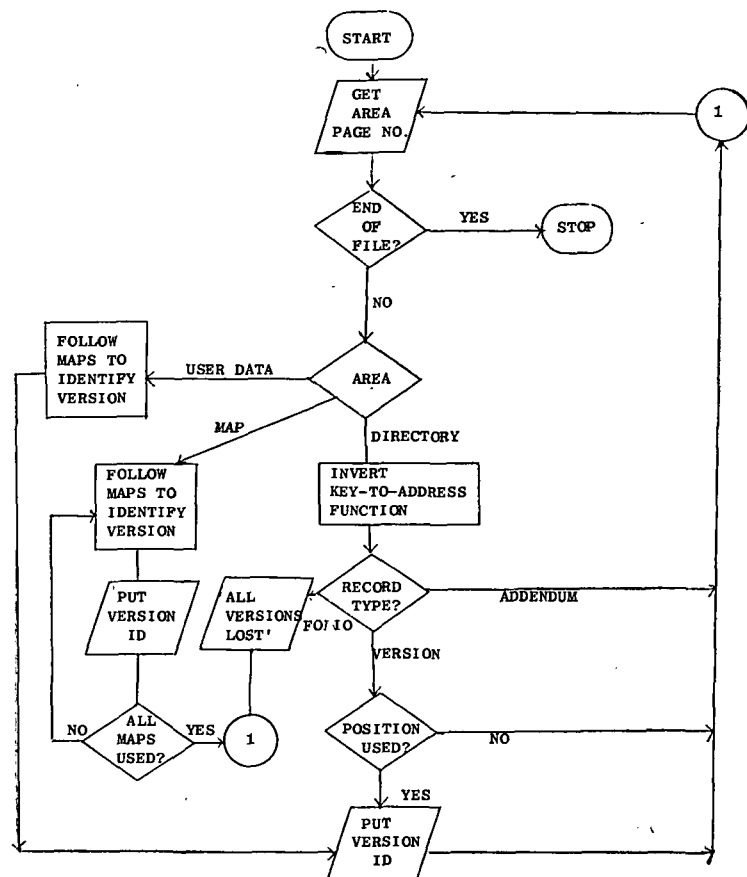 START
GET
AREA
PAGE NO.
1
END
OF
FILE?
YES
STOP
NO
FOLLOW
MAPS TO
IDENTIFY
VERSION
USER DATA
AREA
MAP
DIRECTORY
FOLLOW
MAPS TO
IDENTIFY
VERSION
INVERT
KEY-TO-ADDRESS
FUNCTION
PUT
VERSION
ID
'ALL
VERSIONS
LOST'
FOLIO
RECORD
TYPE?
ADDENDUM
VERSION
NO
ALL
MAPS
USED?
YES
1
POSITION
USED?
NO
YES
PUT
VERSION
ID